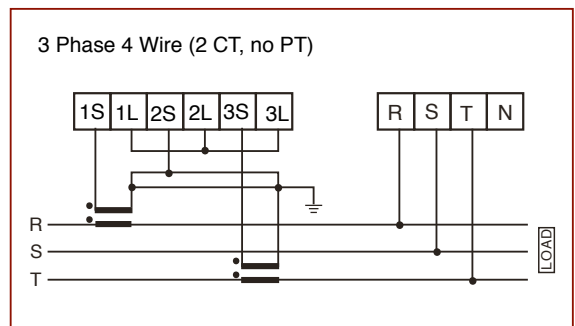 3 Phase 4 Wire (2 CT, no PT)
1S 1L 2S 2L 3S 3L
R S T N
R
S
T
LOAD